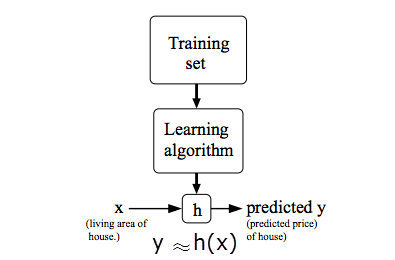 Training
set
Learning
algorithm
x h predicted y
(living area of (predicted price)
house.) of house)
y ≈h(x)